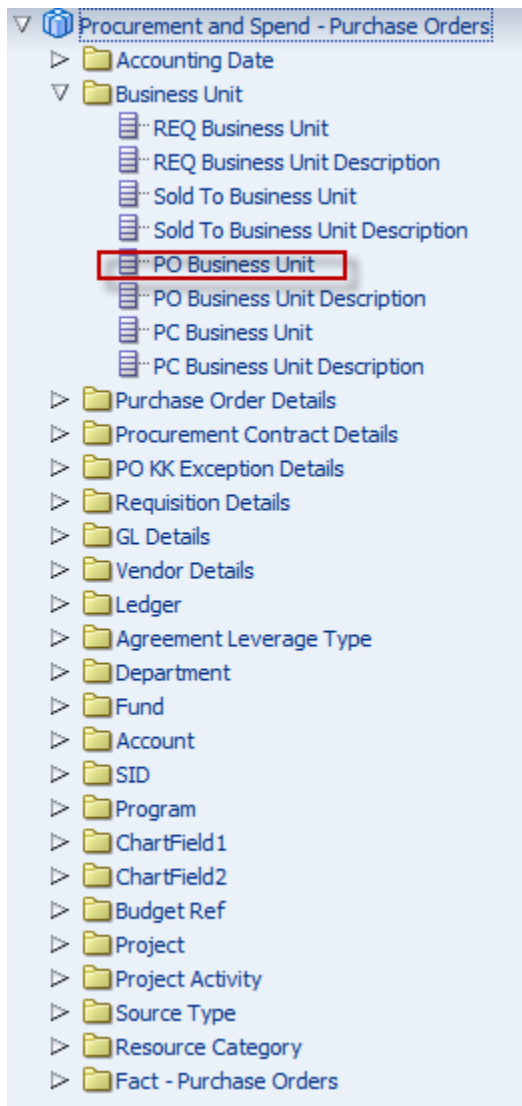 Procurement and Spend - Purchase Orders
Accounting Date
Business Unit
REQ Business Unit
REQ Business Unit Description
Sold To Business Unit
Sold To Business Unit Description
PO Business Unit
PO Business Unit Description
PC Business Unit
PC Business Unit Description
Purchase Order Details
Procurement Contract Details
PO KK Exception Details
Requisition Details
GL Details
Vendor Details
Ledger
Agreement Leverage Type
Department
Fund
Account
SID
Program
ChartField1
ChartField2
Budget Ref
Project
Project Activity
Source Type
Resource Category
Fact - Purchase Orders